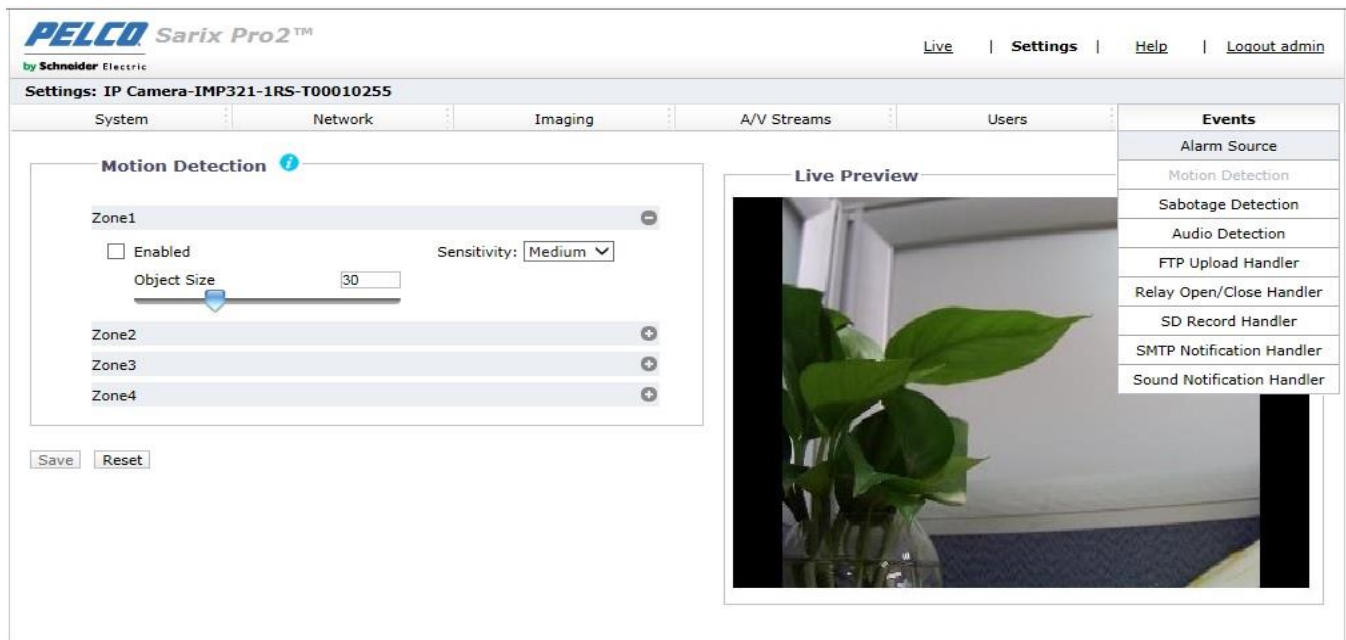 PELCO Sarix Pro2™
by Schneider Electric
Live | Settings | Help | Logout admin
Settings: IP Camera-IMP321-1RS-T00010255
System Network Imaging A/V Streams Users Events
Alarm Source
Motion Detection
Sabotage Detection
Audio Detection
FTP Upload Handler
Relay Open/Close Handler
SD Record Handler
SMTP Notification Handler
Sound Notification Handler
Motion Detection i
Zone1
Enabled Sensitivity: Medium
Object Size 30
Zone2
Zone3
Zone4
Save Reset
Live Preview